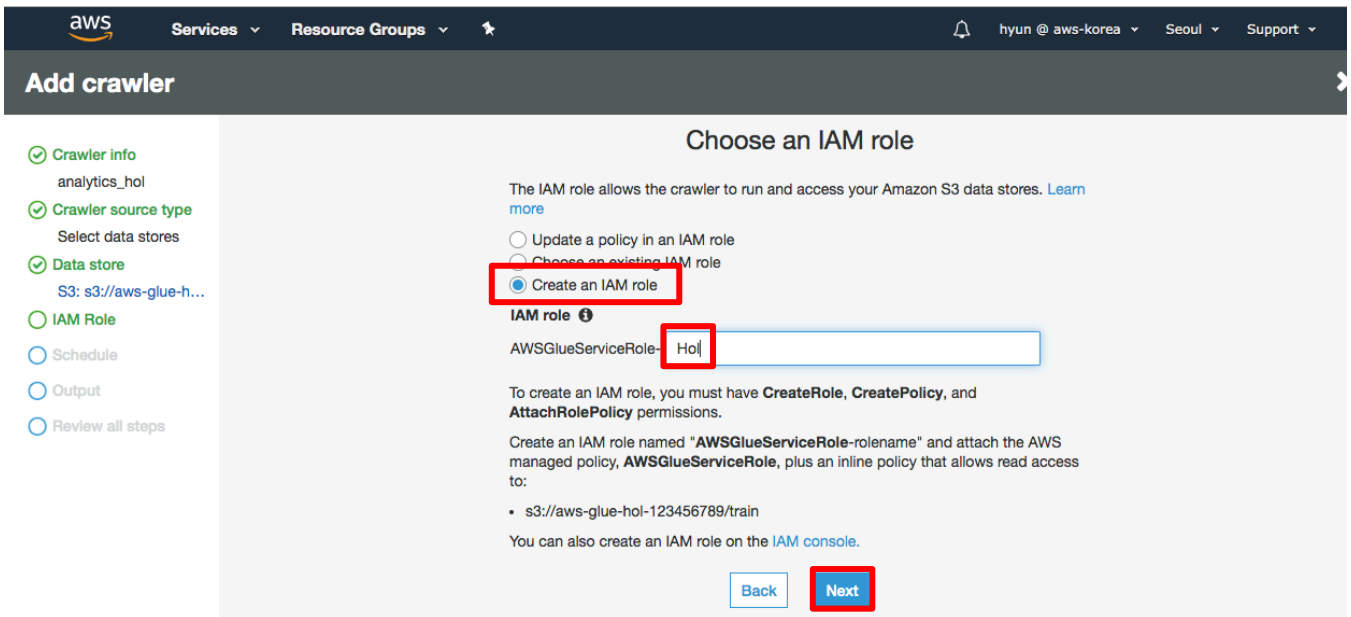 aws Services Resource Groups hyun @ aws-korea Seoul Support
Add crawler
Crawler info
analytics_hol
Crawler source type
Select data stores
Data store
S3: s3://aws-glue-h...
IAM Role
Schedule
Output
Review all steps
Choose an IAM role
The IAM role allows the crawler to run and access your Amazon S3 data stores. Learn
more
Update a policy in an IAM role
Choose an existing IAM role
Create an IAM role
IAM role
AWSGlueServiceRole- Hol
To create an IAM role, you must have CreateRole, CreatePolicy, and
AttachRolePolicy permissions.
Create an IAM role named "AWSGlueServiceRole-rolename" and attach the AWS
managed policy, AWSGlueServiceRole, plus an inline policy that allows read access
to:
• s3://aws-glue-hol-123456789/train
You can also create an IAM role on the IAM console.
Back Next